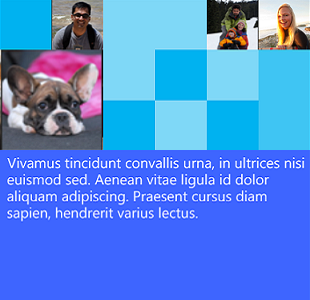 Vivamus tincidunt convallis urna, in ultrices nisi
euismod sed. Aenean vitae ligula id dolor
aliquam adipiscing. Praesent cursus diam
sapien, hendrerit varius lectus.